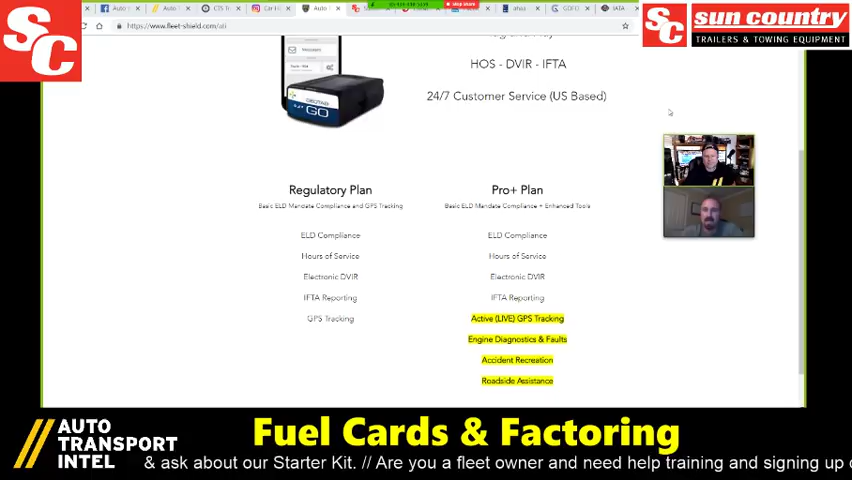 SC
sun country
TRAILERS & TOWING EQUIPMENT
https://www.fleet-shield.com/ati
Messages
GEOTAB
GO
HOS - DVIR - IFTA
24/7 Customer Service (US Based)
Regulatory Plan
Basic ELD Mandate Compliance and GPS Tracking
ELD Compliance
Hours of Service
Electronic DVIR
IFTA Reporting
GPS Tracking
Pro+ Plan
Basic ELD Mandate Compliance + Enhanced Tools
ELD Compliance
Hours of Service
Electronic DVIR
IFTA Reporting
Active (LIVE) GPS Tracking
Engine Diagnostics & Faults
Accident Recreation
Roadside Assistance
SC
AUTO
TRANSPORT
INTEL
Fuel Cards & Factoring
& ask about our Starter Kit. // Are you a fleet owner and need help training and signing up